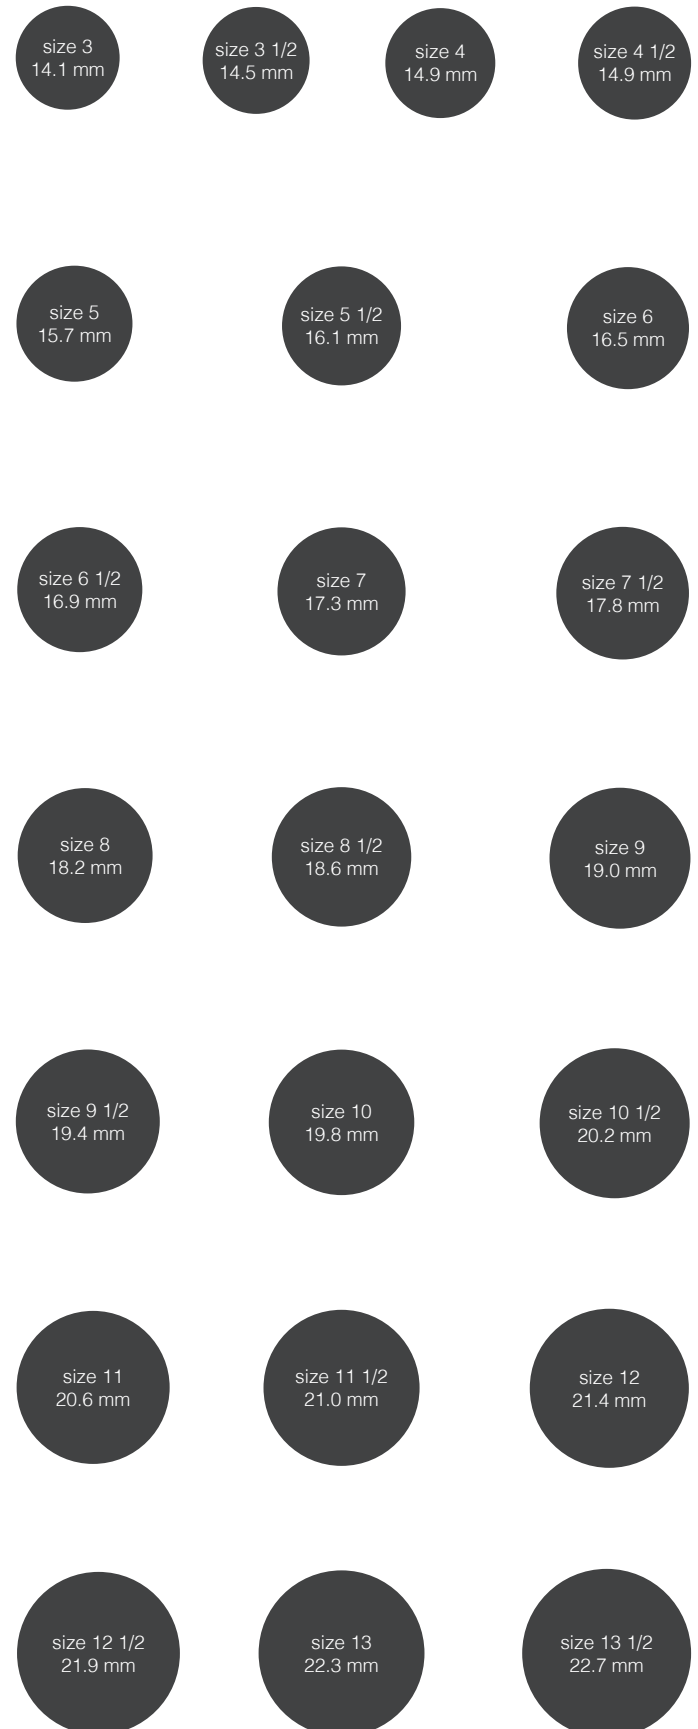 size 3
14.1 mm
size 3 1/2
14.5 mm
size 4
14.9 mm
size 4 1/2
14.9 mm
size 5
15.7 mm
size 5 1/2
16.1 mm
size 6
16.5 mm
size 6 1/2
16.9 mm
size 7
17.3 mm
size 7 1/2
17.8 mm
size 8
18.2 mm
size 8 1/2
18.6 mm
size 9
19.0 mm
size 9 1/2
19.4 mm
size 10
19.8 mm
size 10 1/2
20.2 mm
size 11
20.6 mm
size 11 1/2
21.0 mm
size 12
21.4 mm
size 12 1/2
21.9 mm
size 13
22.3 mm
size 13 1/2
22.7 mm